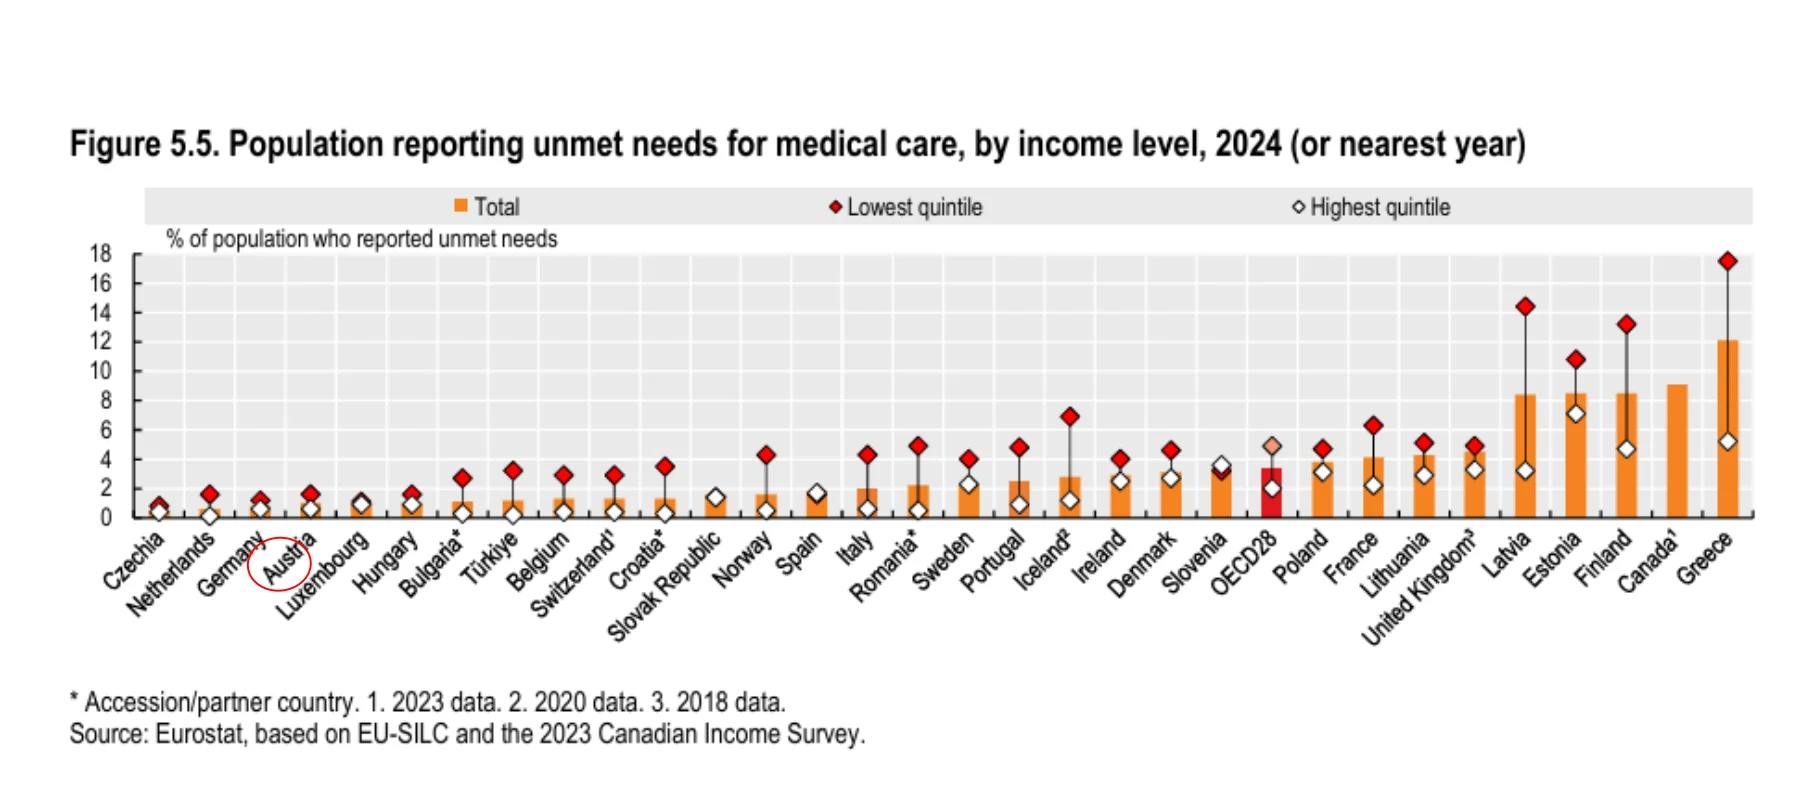 Figure 5.5. Population reporting unmet needs for medical care, by income level, 2024 (or nearest year)
Total Lowest quintile Highest quintile
% of population who reported unmet needs
18
16
14
12
10
8
6
4
2
0
Czechia
Netherlands
Germany
Austria
Luxembourg
Hungary
Bulgaria*
Türkiye
Belgium
Switzerland¹
Croatia*
Slovak Republic
Norway
Spain
Italy
Romania*
Sweden
Portugal
Iceland²
Ireland
Denmark
Slovenia
OECD28
Poland
France
Lithuania
United Kingdom³
Latvia
Estonia
Finland
Canada¹
Greece
* Accession/partner country. 1. 2023 data. 2. 2020 data. 3. 2018 data.
Source: Eurostat, based on EU-SILC and the 2023 Canadian Income Survey.